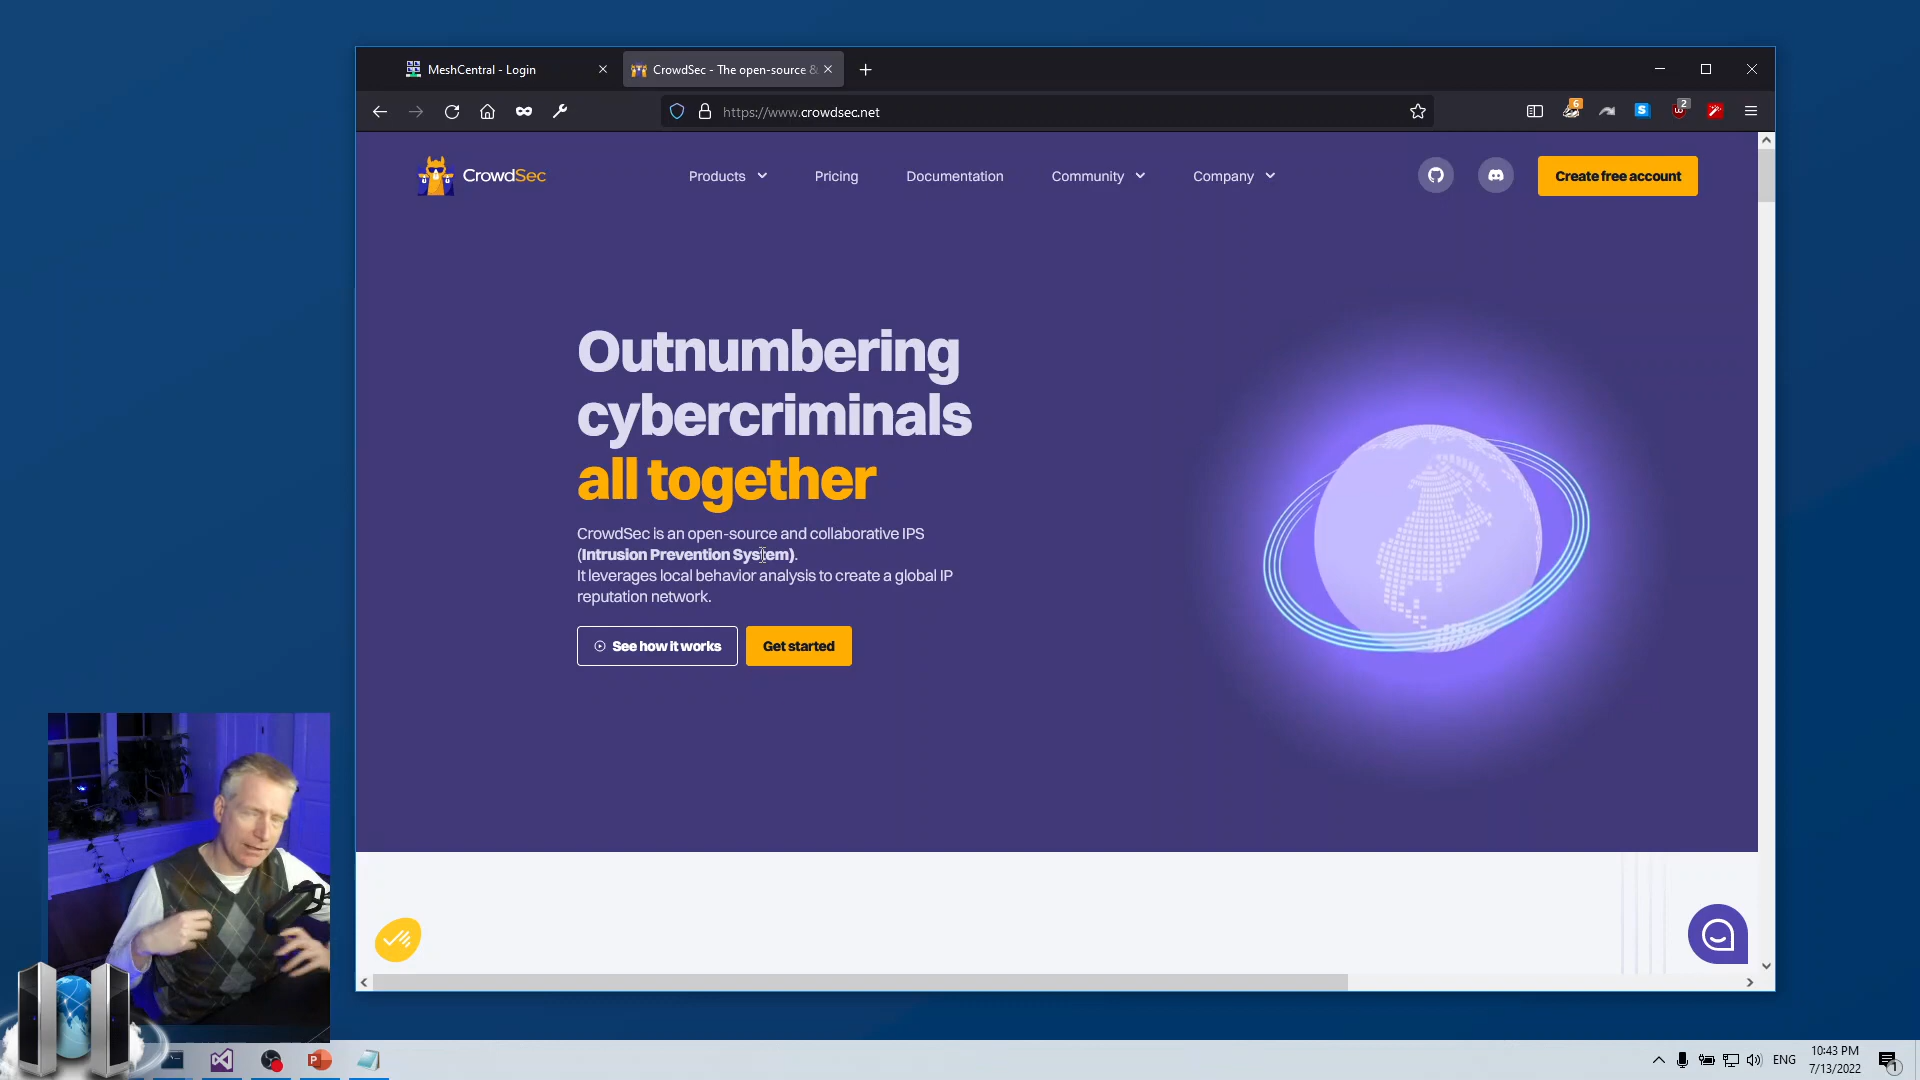 MeshCentral - Login
CrowdSec - The open-source &
https://www.crowdsec.net
6
S
2
CrowdSec
Products
Pricing
Documentation
Community
Company
Create free account
Outnumbering
cybercriminals
all together
CrowdSec is an open-source and collaborative IPS
(Intrusion Prevention System).
It leverages local behavior analysis to create a global IP
reputation network.
See how it works
Get started
P
ENG
10:43 PM
7/13/2022
1